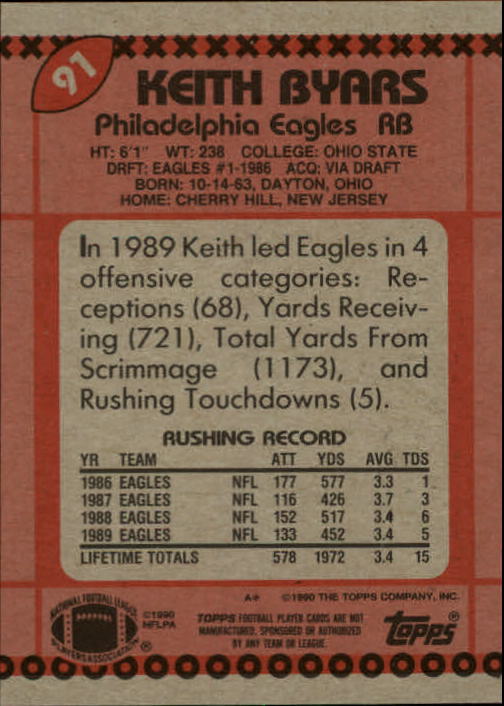 91
KEITH BYARS
Philadelphia Eagles RB
HT: 6'1" WT: 238 COLLEGE: OHIO STATE
DRFT: EAGLES #1-1986 ACQ: VIA DRAFT
BORN: 10-14-63, DAYTON, OHIO
HOME: CHERRY HILL, NEW JERSEY
In 1989 Keith led Eagles in 4
offensive categories: Re-
ceptions (68), Yards Receiv-
ing (721), Total Yards From
Scrimmage (1173), and
Rushing Touchdowns (5).
RUSHING RECORD
YR TEAM ATT YDS AVG TDS
1986 EAGLES NFL 177 577 3.3 1
1987 EAGLES NFL 116 426 3.7 3
1988 EAGLES NFL 152 517 3.4 6
1989 EAGLES NFL 133 452 3.4 5
LIFETIME TOTALS 578 1972 3.4 15
A* ©1990 THE TOPPS COMPANY, INC.
NATIONAL FOOTBALL LEAGUE
PLAYERS ASSOCIATION ®
©1990
NFLPA
TOPPS FOOTBALL PLAYER CARDS ARE NOT
MANUFACTURED, SPONSORED OR AUTHORIZED
BY ANY TEAM OR LEAGUE.
topps®